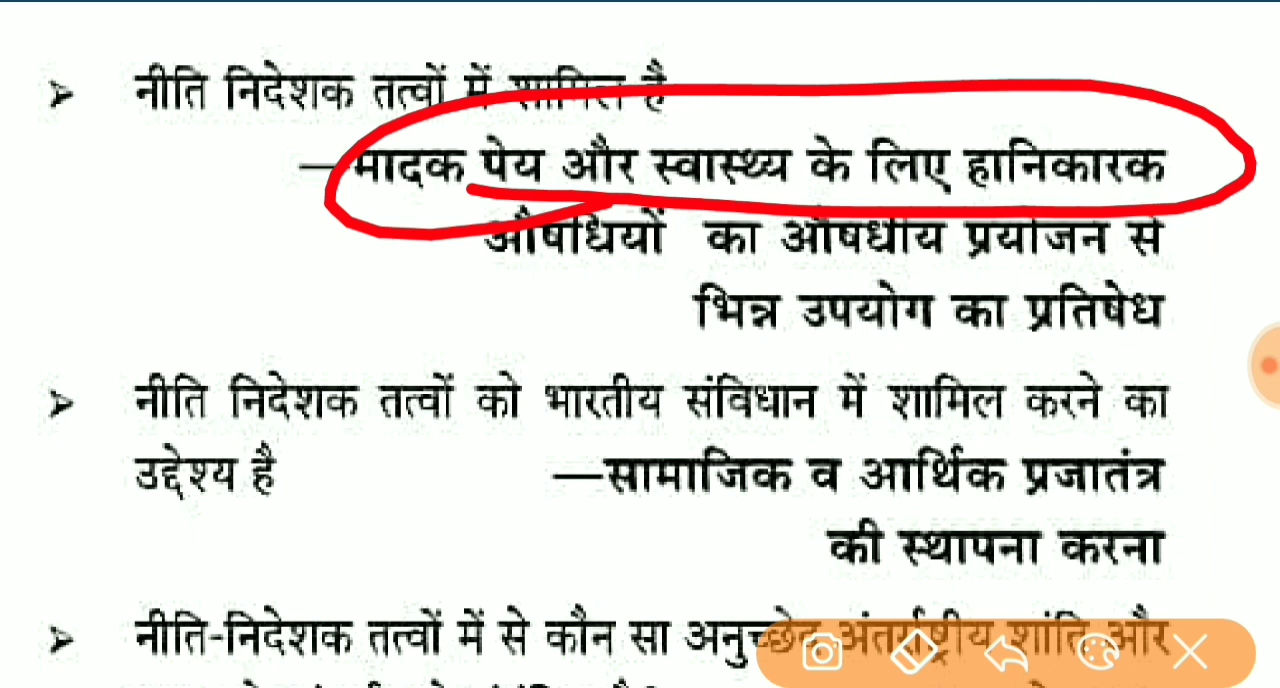 ➤ नीति निदेशक तत्वों में शामिल है
—मादक पेय और स्वास्थ्य के लिए हानिकारक
औषधियों का औषधीय प्रयोजन से
भिन्न उपयोग का प्रतिषेध
➤ नीति निदेशक तत्वों को भारतीय संविधान में शामिल करने का
उद्देश्य है —सामाजिक व आर्थिक प्रजातंत्र
की स्थापना करना
➤ नीति-निदेशक तत्वों में से कौन सा अनुच्छेद अंतर्राष्ट्रीय शांति और